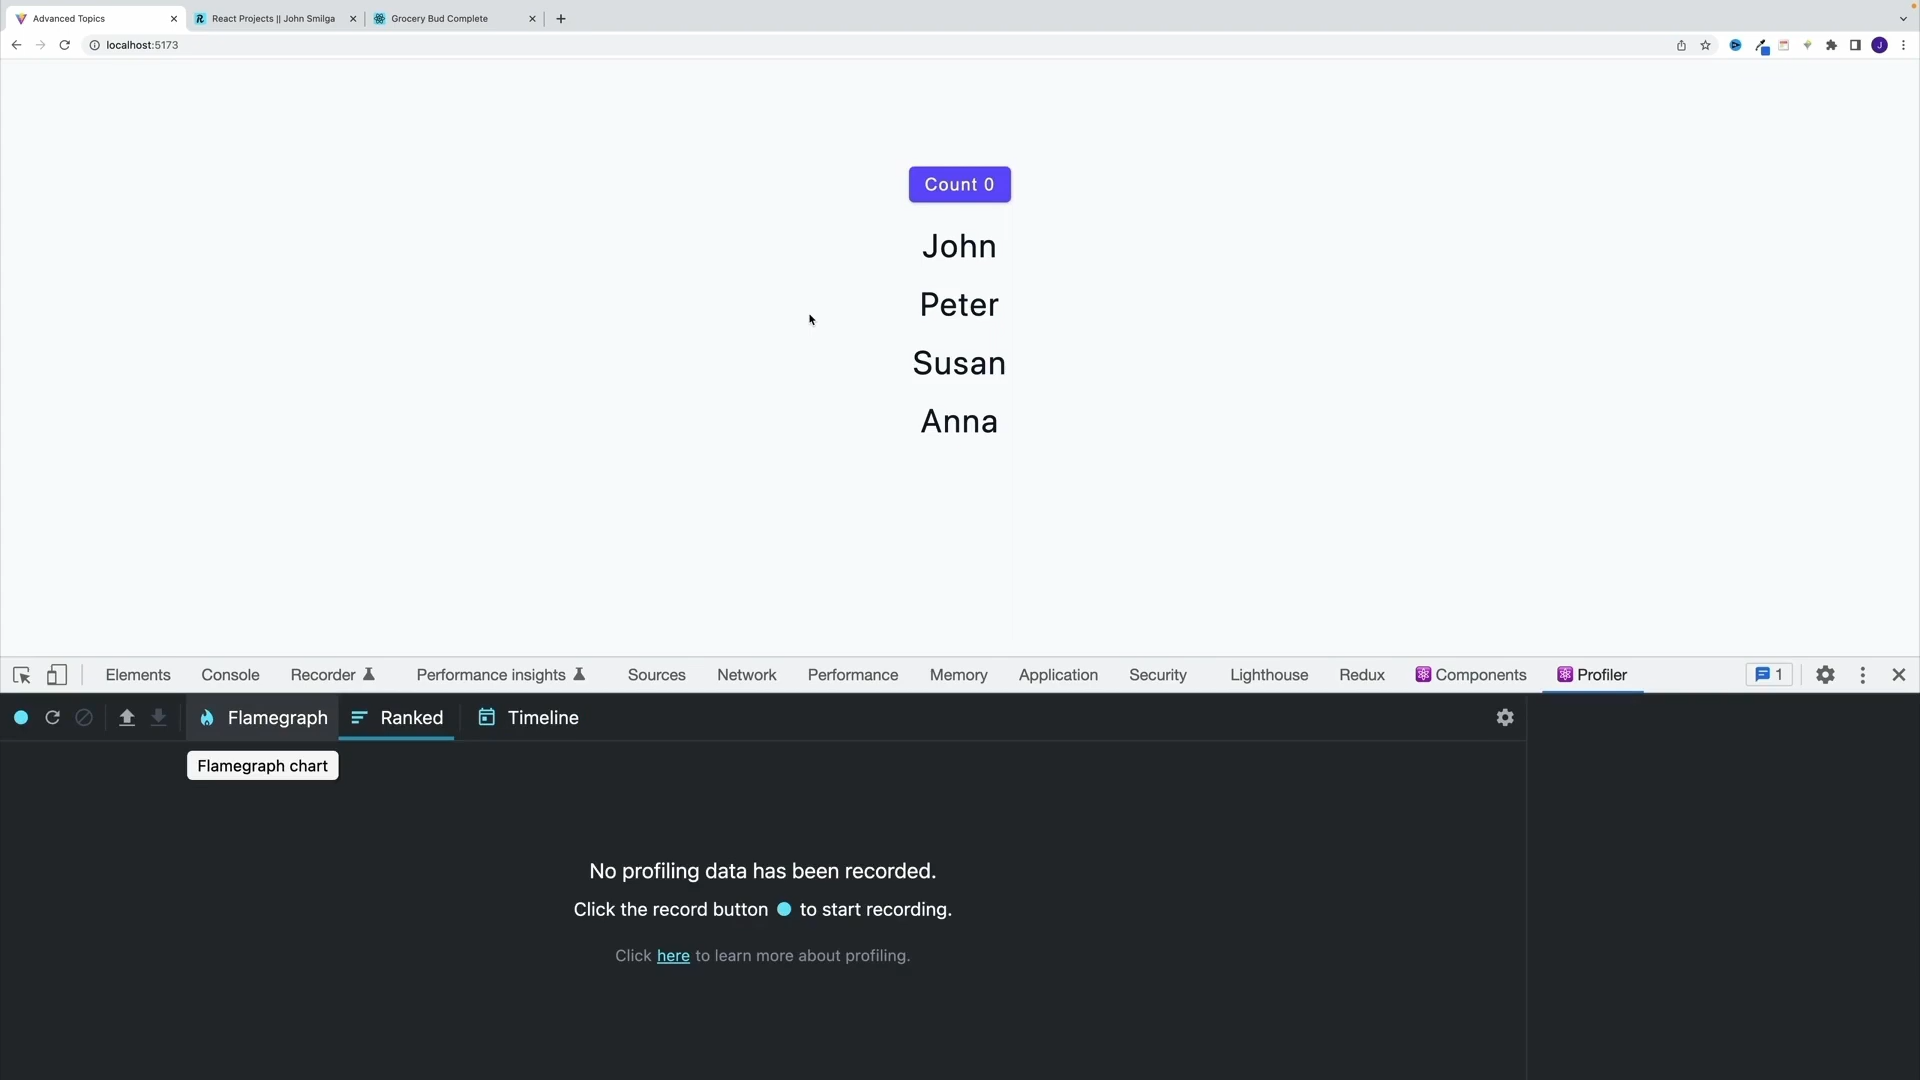 Advanced Topics
React Projects || John Smilga
Grocery Bud Complete
localhost:5173
J
Count 0
John
Peter
Susan
Anna
Elements Console Recorder Performance insights Sources Network Performance Memory Application Security Lighthouse Redux Components Profiler 1
Flamegraph Ranked Timeline
Flamegraph chart
No profiling data has been recorded.
Click the record button to start recording.
Click here to learn more about profiling.